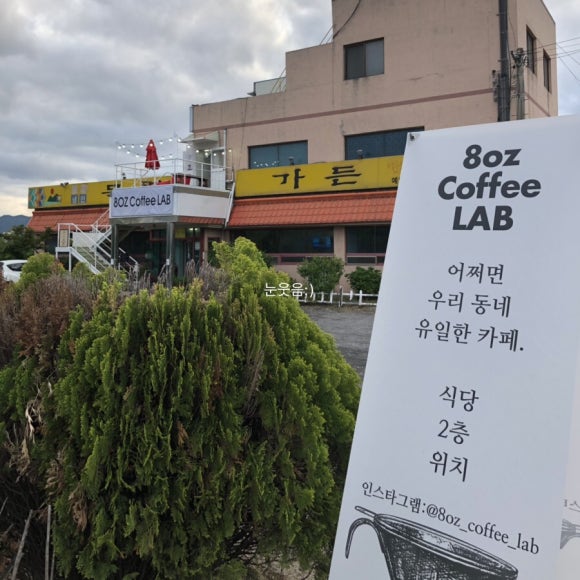 가든
8OZ Coffee LAB
눈웃음:)
8oz
Coffee
LAB
어쩌면
우리 동네
유일한 카페.
식당
2층
위치
인스타그램:@8oz_coffee_lab